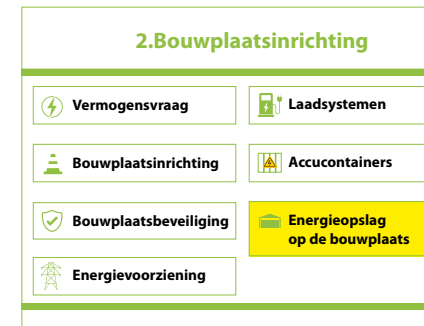 2.Bouwplaatsinrichting
Vermogensvraag
Laadsystemen
Bouwplaatsinrichting
Accucontainers
Bouwplaatsbeveiliging
Energieopslag
op de bouwplaats
Energievoorziening